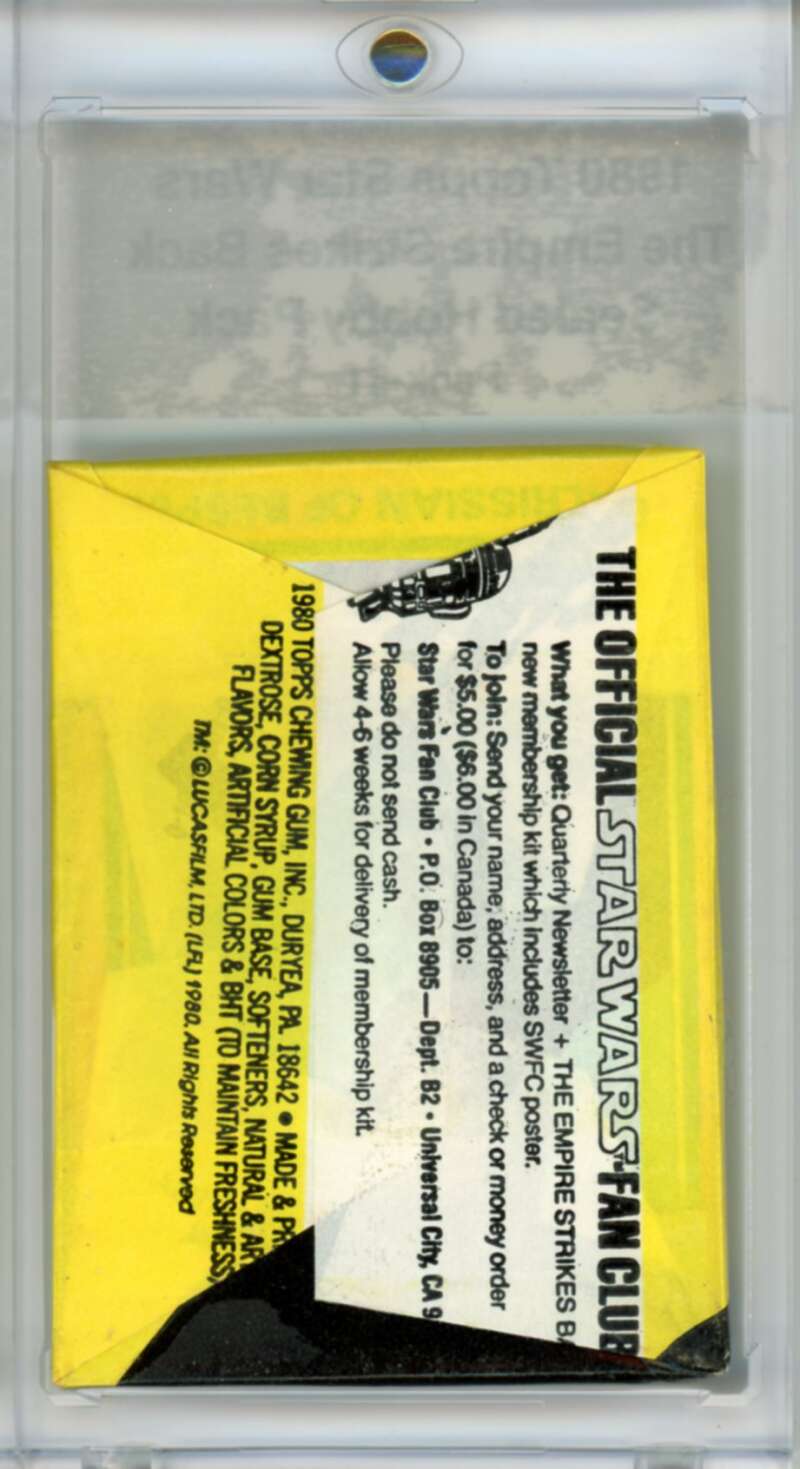 1980 Topps Star Wars
The Empire Strikes Back
Sealed Hobby Pack
THE OFFICIAL STAR WARS FAN CLUB
What you get: Quarterly Newsletter + THE EMPIRE STRIKES BA
new membership kit which includes SWFC poster.
To join: Send your name, address, and a check or money order
for $5.00 ($6.00 in Canada) to:
Star Wars Fan Club • P.O. Box 8905 — Dept. B2 • Universal City, CA 9
Please do not send cash.
Allow 4-6 weeks for delivery of membership kit.
1980 TOPPS CHEWING GUM, INC., DURYEA, PA. 18642 • MADE & PR
DEXTROSE, CORN SYRUP, GUM BASE, SOFTENERS, NATURAL & AR
FLAVORS, ARTIFICIAL COLORS & BHT (TO MAINTAIN FRESHNESS)
TM: © LUCASFILM, LTD. (LFL) 1980. All Rights Reserved